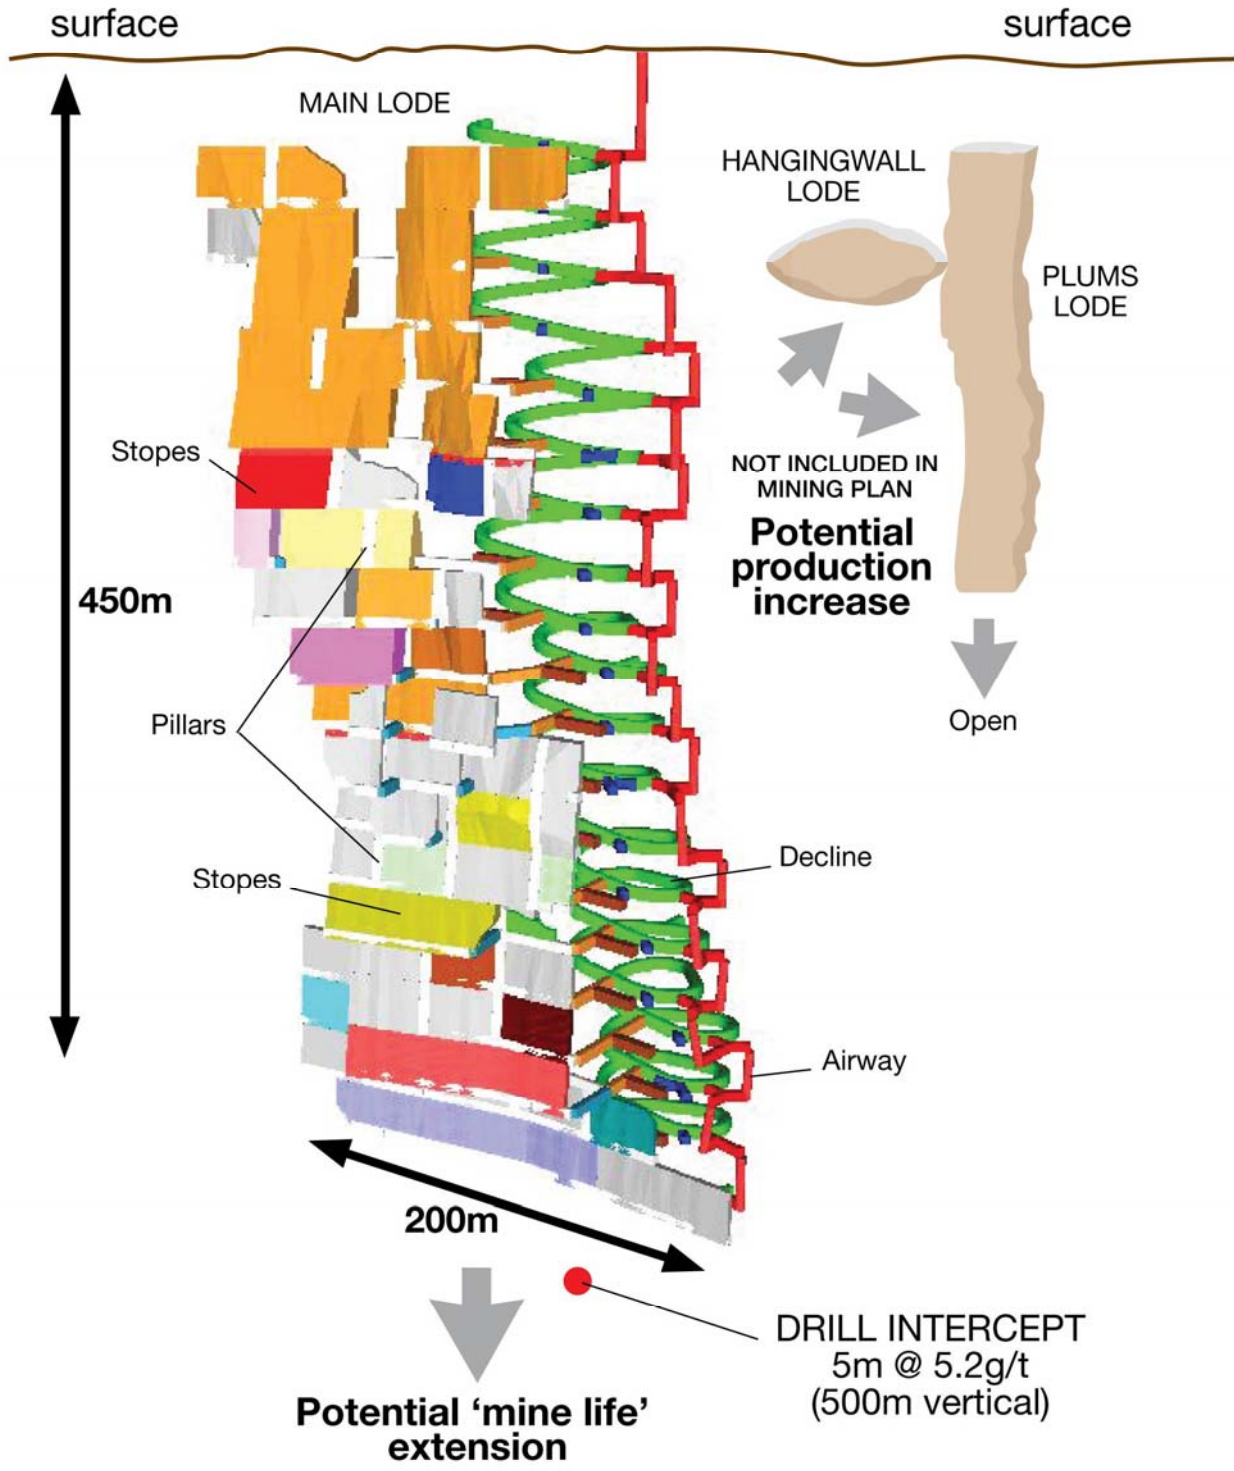 surface
surface
MAIN LODE
HANGINGWALL
LODE
PLUMS
LODE
Stopes
NOT INCLUDED IN
MINING PLAN
Potential
production
increase
450m
Pillars
Open
Decline
Stopes
Airway
200m
DRILL INTERCEPT
5m @ 5.2g/t
(500m vertical)
Potential ‘mine life’
extension